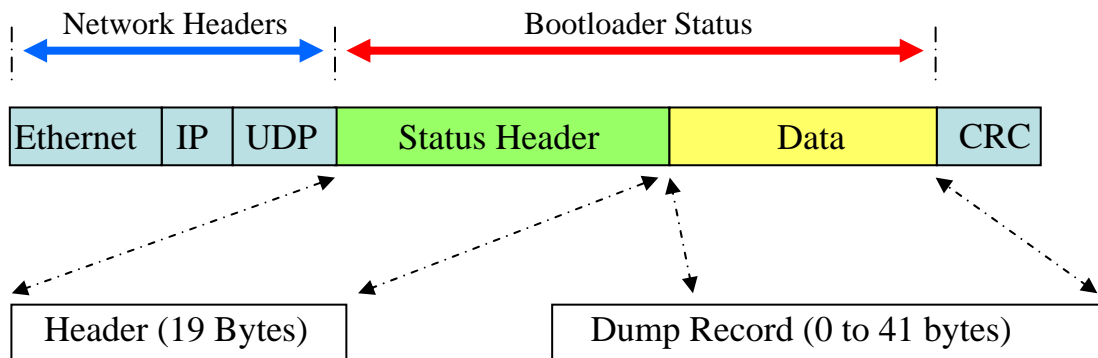 Network Headers
Bootloader Status
Ethernet
IP
UDP
Status Header
Data
CRC
Header (19 Bytes)
Dump Record (0 to 41 bytes)